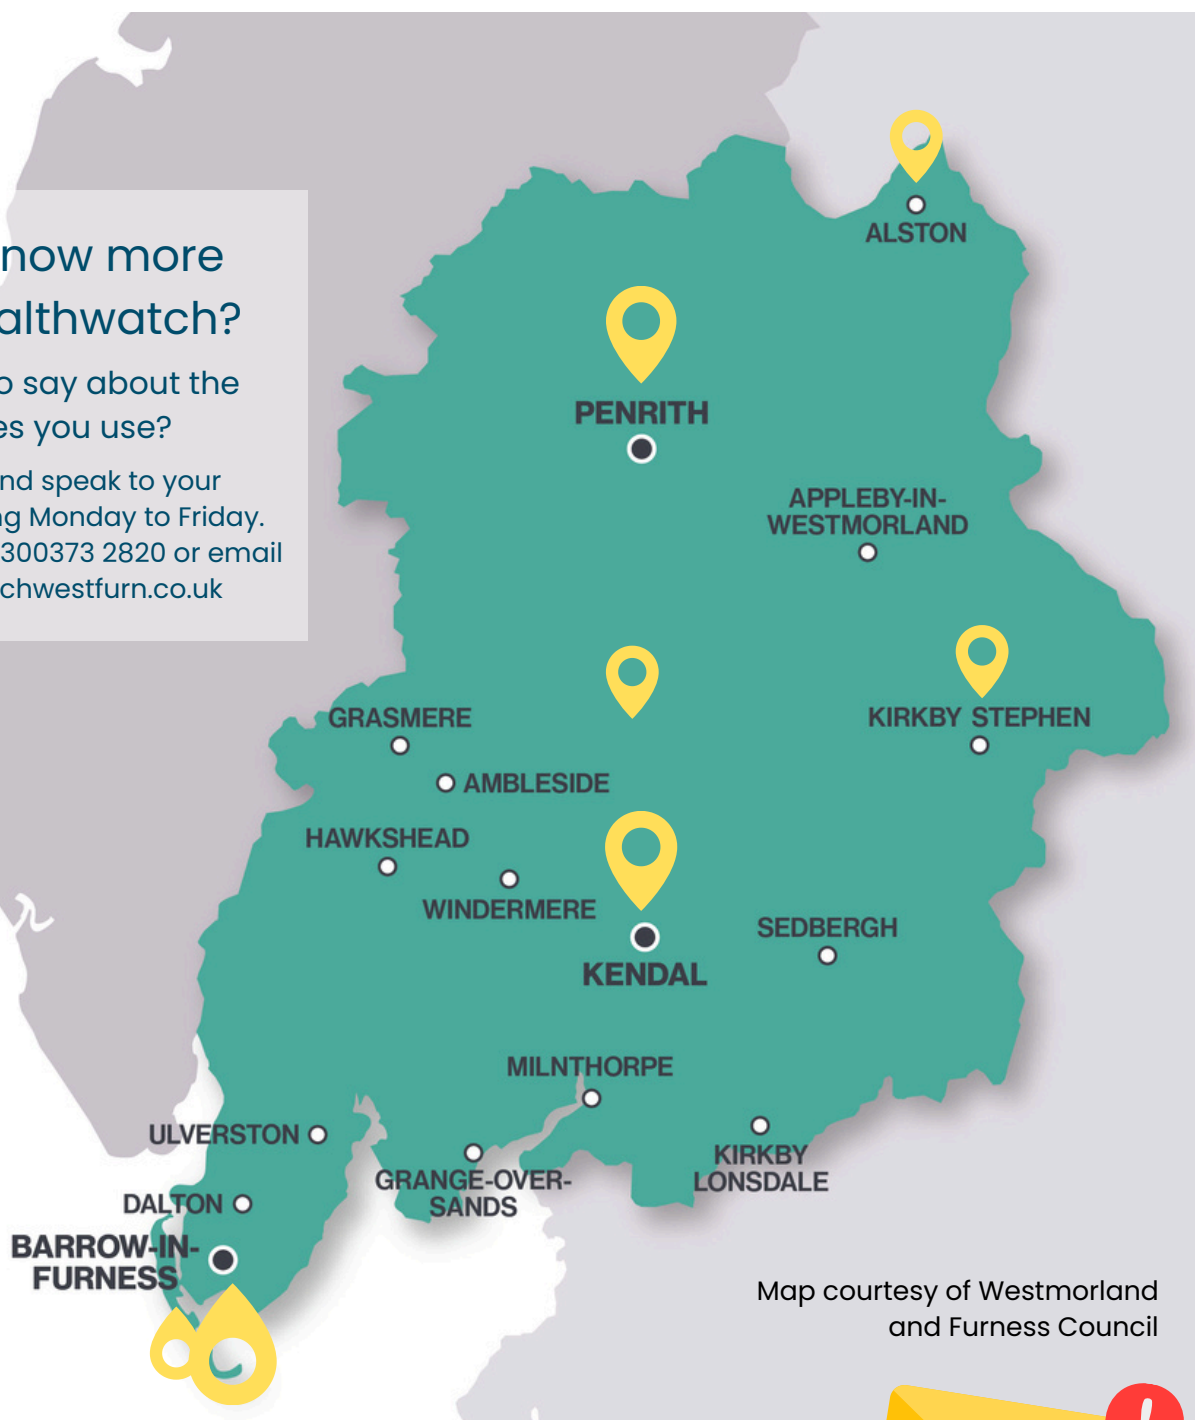 now more
althwatch?
o say about the
es you use?
nd speak to your
ng Monday to Friday.
300373 2820 or email
chwestfurn.co.uk
ALSTON
PENRITH
APPLEBY-IN-
WESTMORLAND
GRASMERE
KIRKBY STEPHEN
AMBLESIDE
HAWKSHEAD
WINDERMERE
SEDBERGH
KENDAL
MILNTHORPE
ULVERSTON
KIRKBY
LONSDALE
GRANGE-OVER-
SANDS
DALTON
BARROW-IN-
FURNESS
Map courtesy of Westmorland
and Furness Council